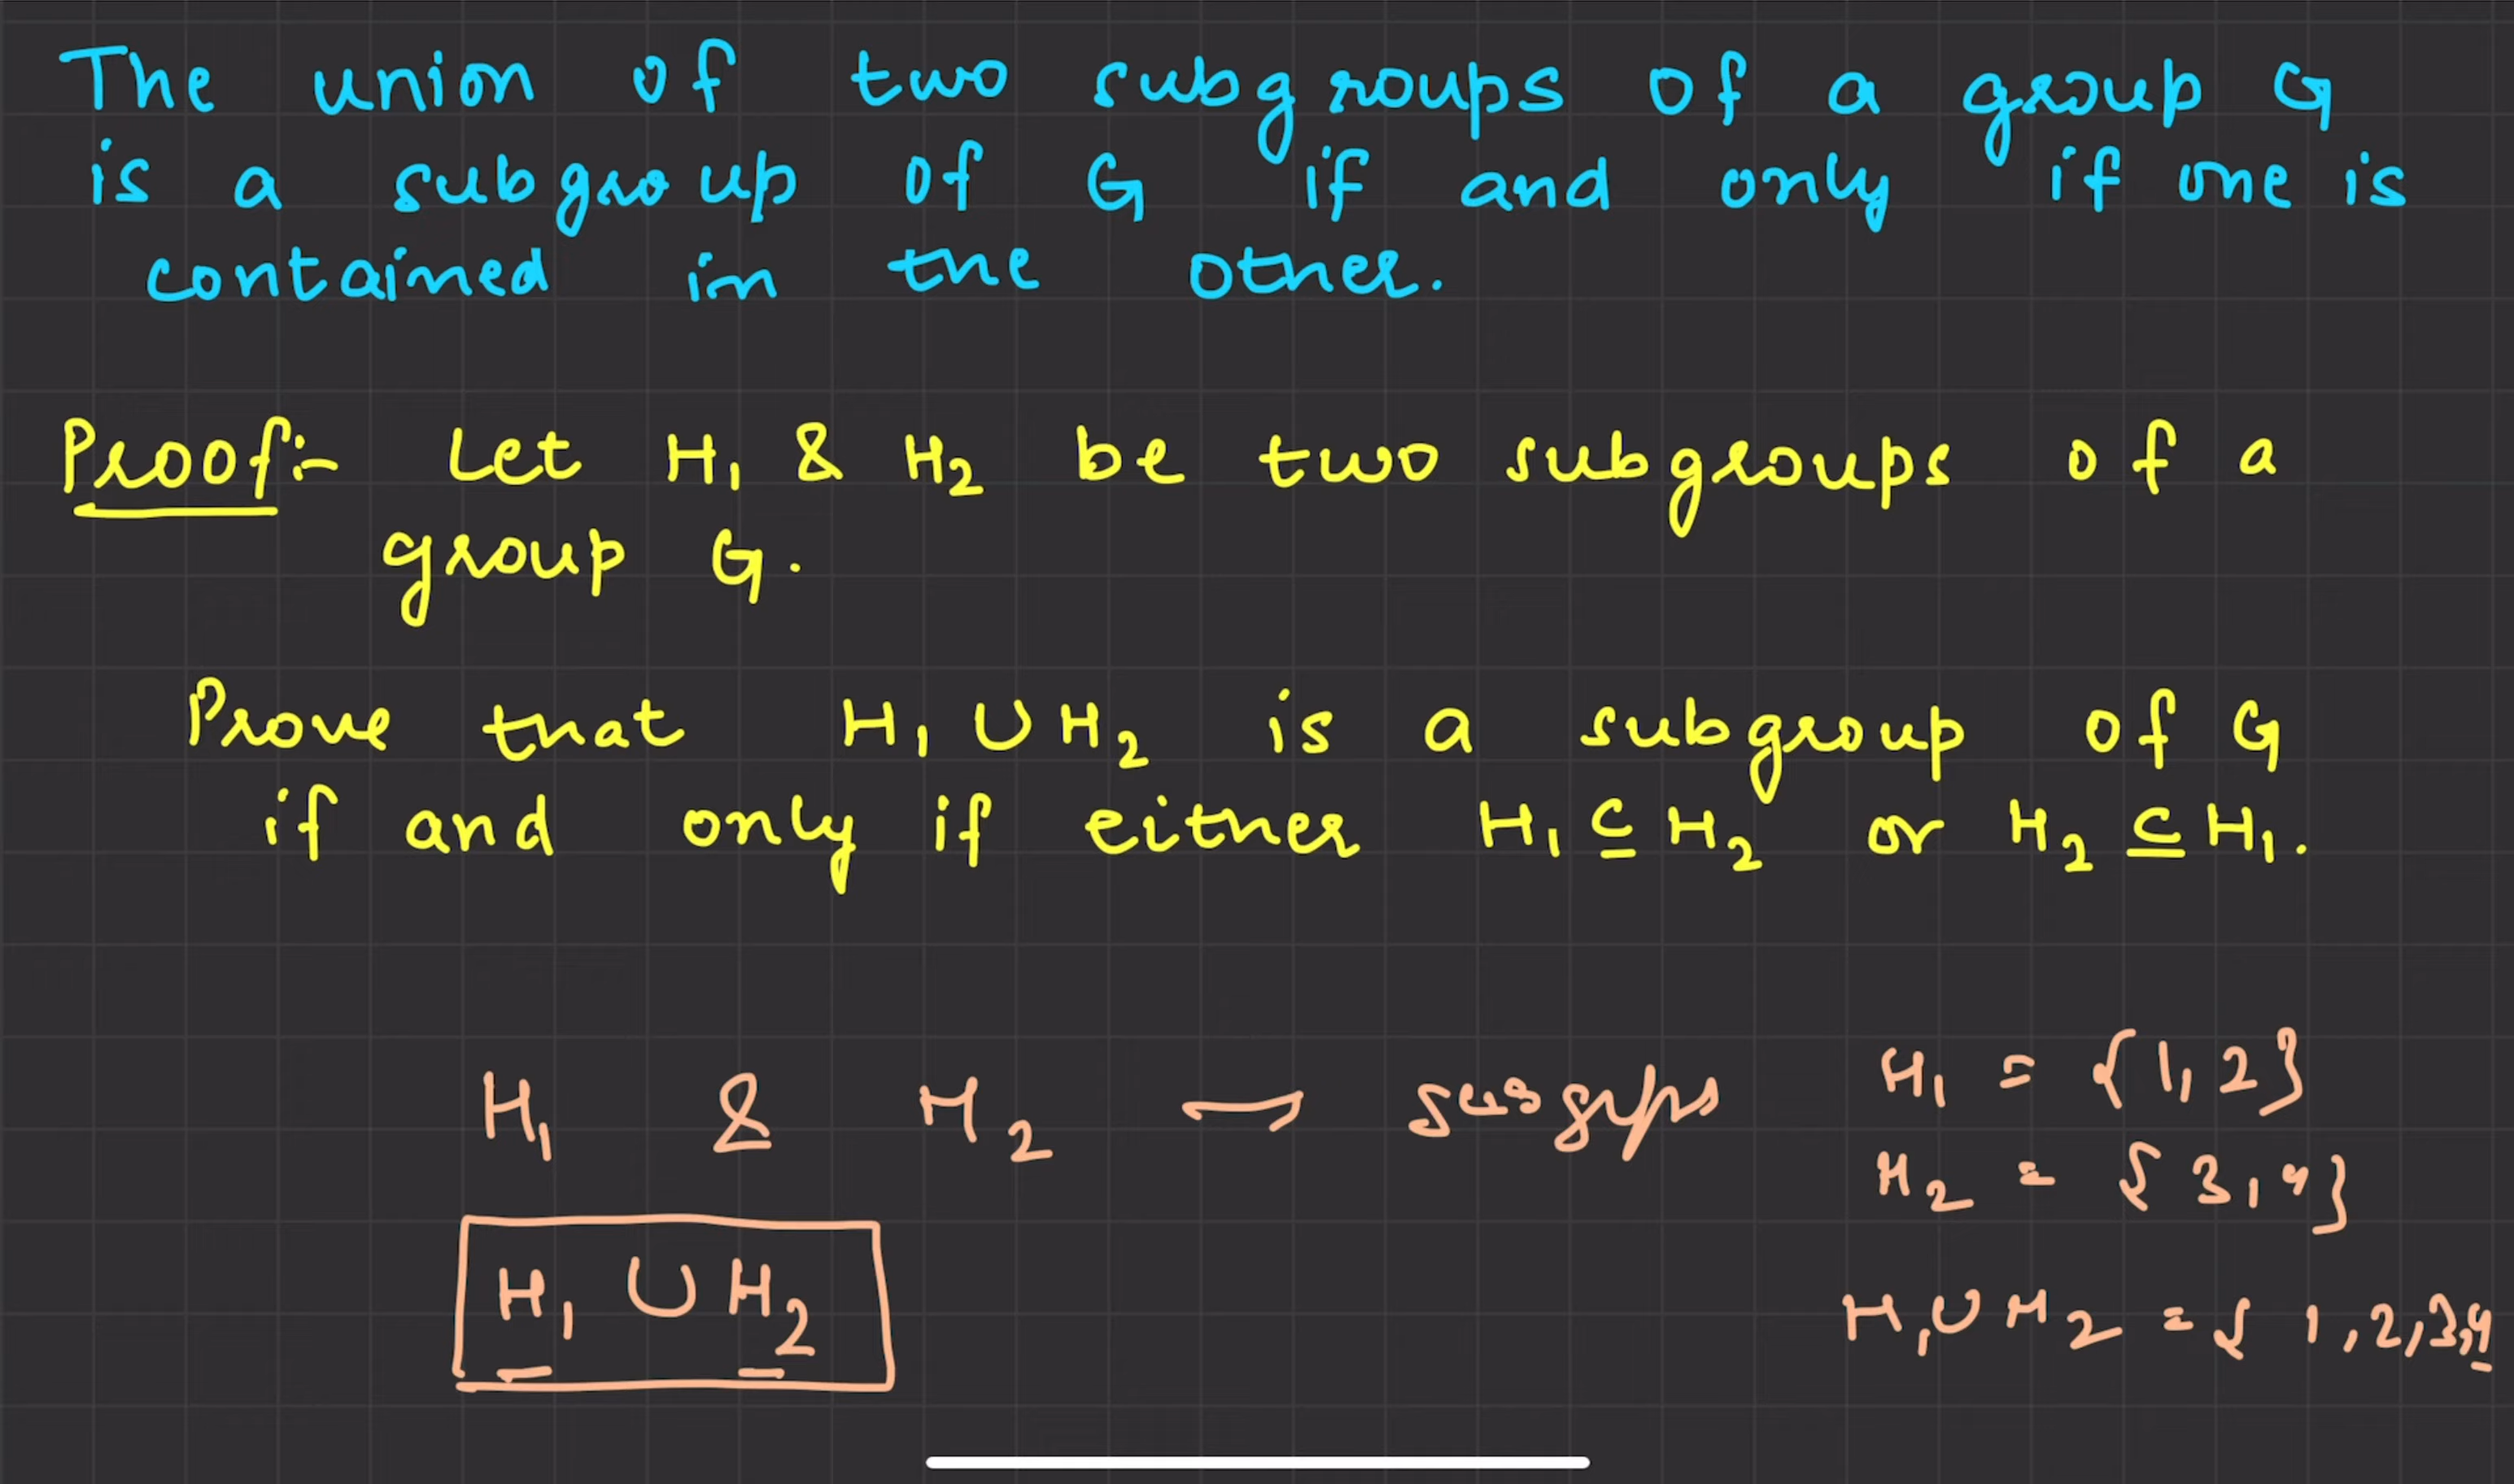 The union of two subgroups of a group G
is a subgroup of G if and only if one is
contained in the other.
Proof:- Let H₁ & H₂ be two subgroups of a
group G.
Prove that H₁ ∪ H₂ is a subgroup of G
if and only if either H₁ ⊆ H₂ or H₂ ⊆ H₁.
H₁ & H₂ → subgrps
H₁ = {1,2}
H₂ = {3,4}
H₁ ∪ H₂
H₁ ∪ H₂ = { 1,2,3,4